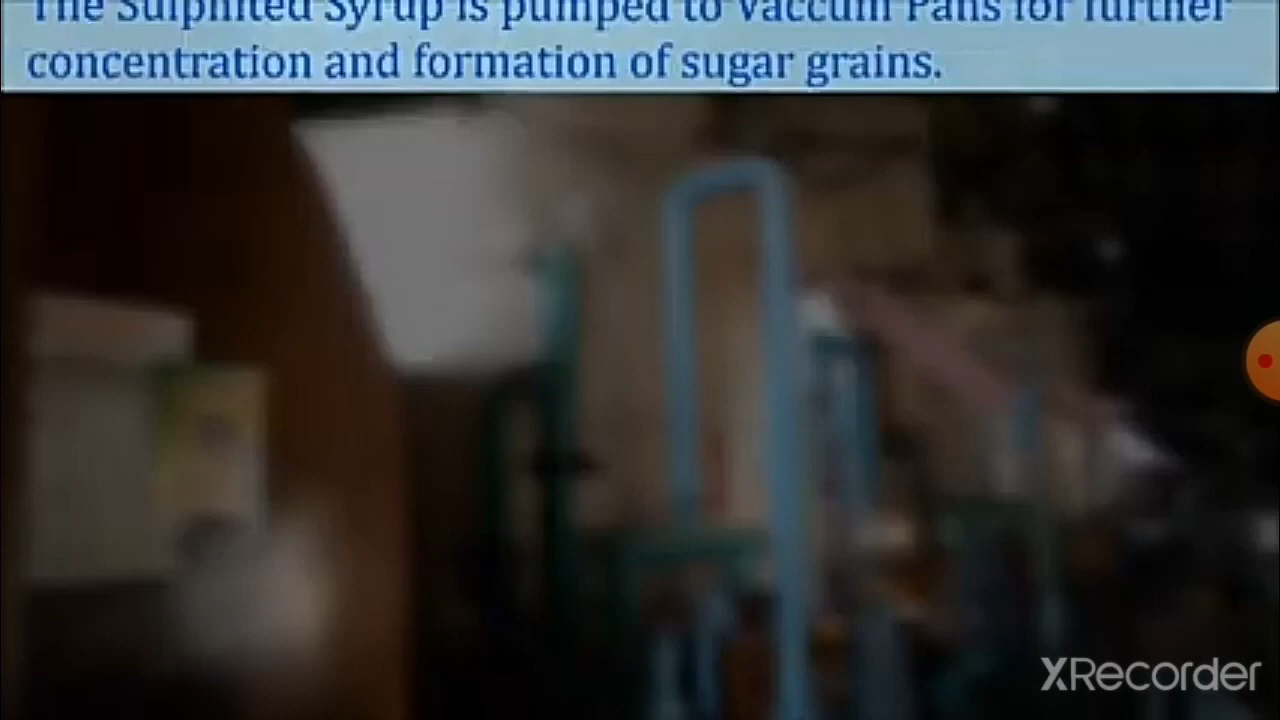 The Sulphited Syrup is pumped to Vaccum Pans for further
concentration and formation of sugar grains.
XRecorder